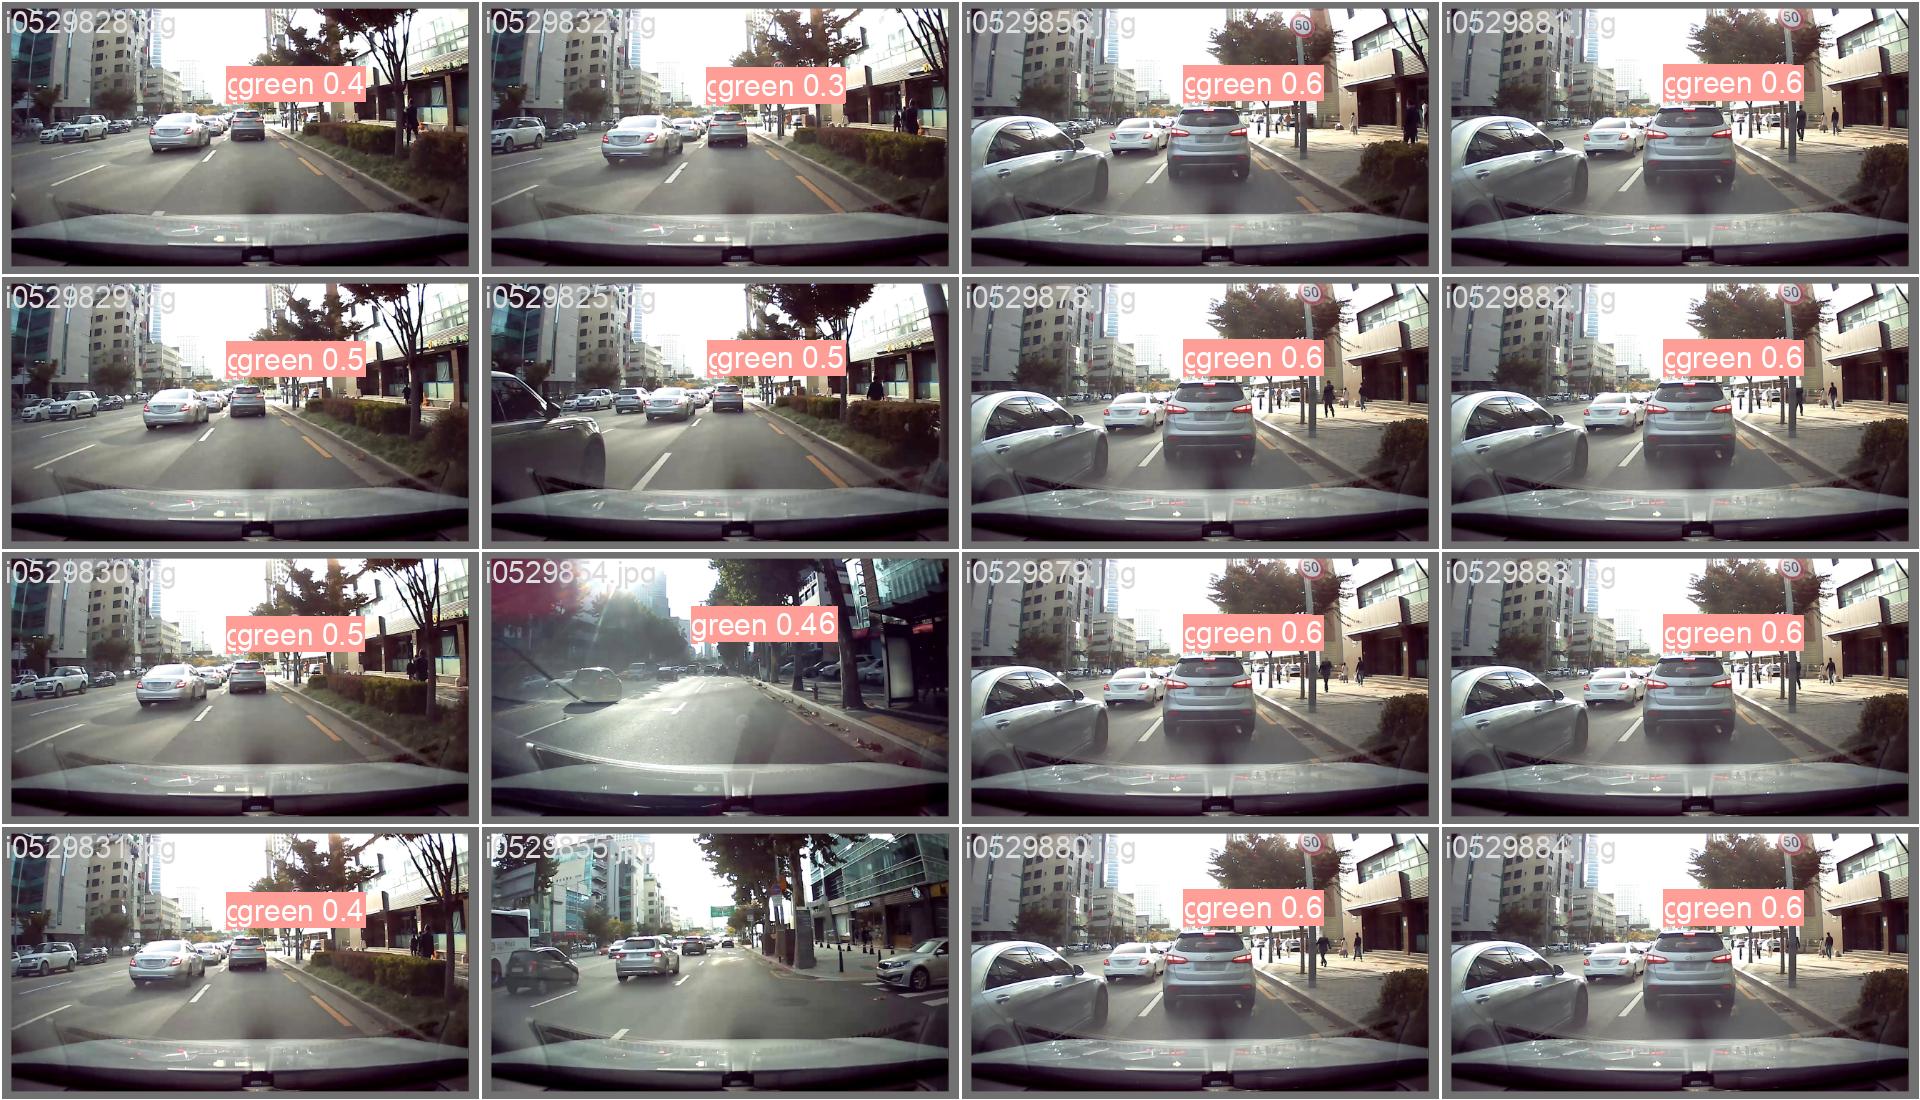 i0529828.jpg
cgreen 0.4
i0529832.jpg
cgreen 0.3
i0529856.jpg
50
cgreen 0.6
i0529881.jpg
50
cgreen 0.6
i0529829.jpg
cgreen 0.5
i0529825.jpg
cgreen 0.5
i0529878.jpg
50
cgreen 0.6
i0529882.jpg
50
cgreen 0.6
i0529830.jpg
cgreen 0.5
i0529854.jpg
green 0.46
i0529879.jpg
50
cgreen 0.6
i0529883.jpg
50
cgreen 0.6
i0529831.jpg
cgreen 0.4
i0529855.jpg
i0529880.jpg
50
cgreen 0.6
i0529884.jpg
50
cgreen 0.6